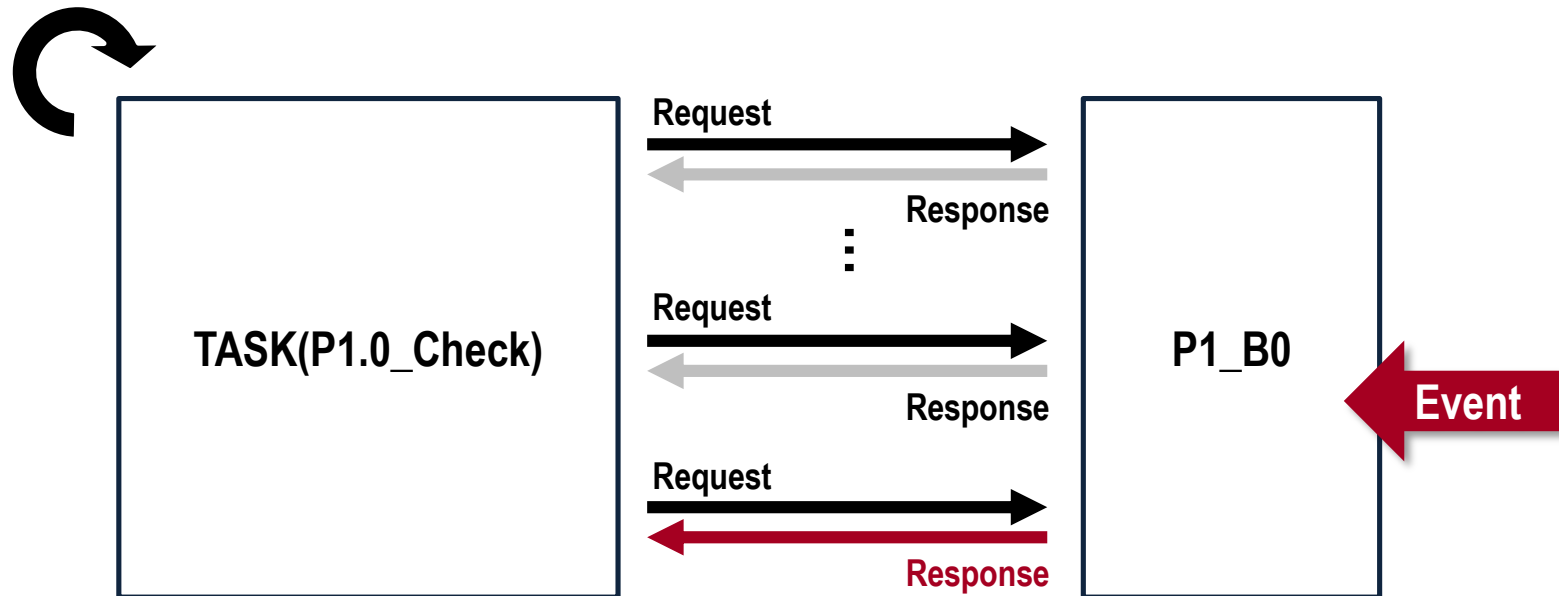 Request
Response
Request
TASK(P1.0_Check)
P1_B0
Event
Response
Request
Response